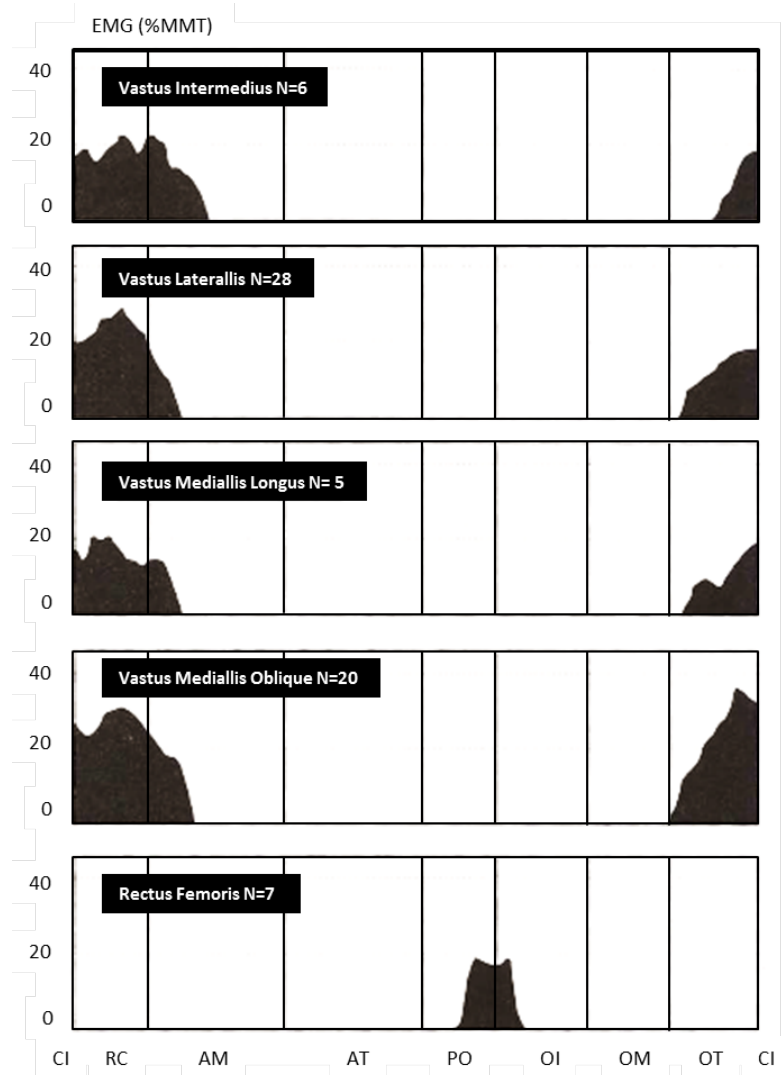 EMG (%MMT)
40
Vastus Intermedius N=6
20
0
40
Vastus Laterallis N=28
20
0
40
Vastus Mediallis Longus N= 5
20
0
40
Vastus Mediallis Oblique N=20
20
0
40
Rectus Femoris N=7
20
0
CI RC AM AT PO OI OM OT CI